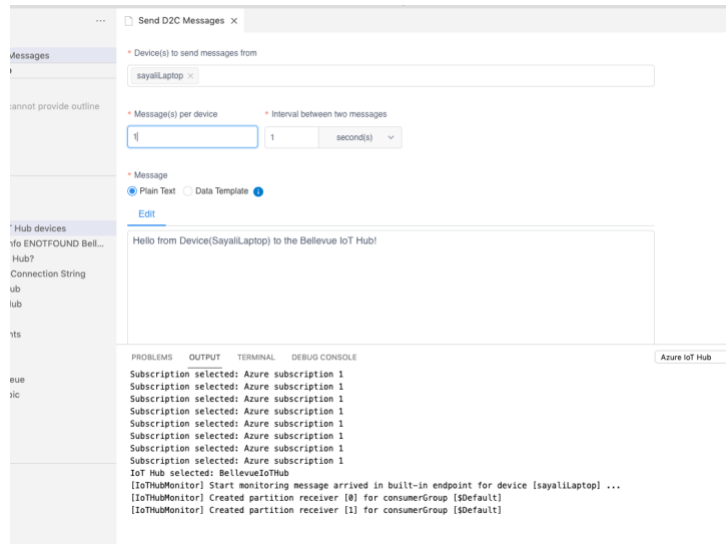 Send D2C Messages
Messages
* Device(s) to send messages from
sayaliLaptop
cannot provide outline
* Message(s) per device
* Interval between two messages
1
1
second(s)
* Message
Plain Text
Data Template
Edit
Hub devices
nfo ENOTFOUND Bell...
Hub?
Connection String
ub
Hub
nts
eue
pic
Hello from Device(SayaliLaptop) to the Bellevue IoT Hub!
PROBLEMS OUTPUT TERMINAL DEBUG CONSOLE
Azure IoT Hub
Subscription selected: Azure subscription 1
Subscription selected: Azure subscription 1
Subscription selected: Azure subscription 1
Subscription selected: Azure subscription 1
Subscription selected: Azure subscription 1
Subscription selected: Azure subscription 1
Subscription selected: Azure subscription 1
Subscription selected: Azure subscription 1
IoT Hub selected: BellevueIoTHub
[IoTHubMonitor] Start monitoring message arrived in built-in endpoint for device [sayaliLaptop] ...
[IoTHubMonitor] Created partition receiver [0] for consumerGroup [$Default]
[IoTHubMonitor] Created partition receiver [1] for consumerGroup [$Default]